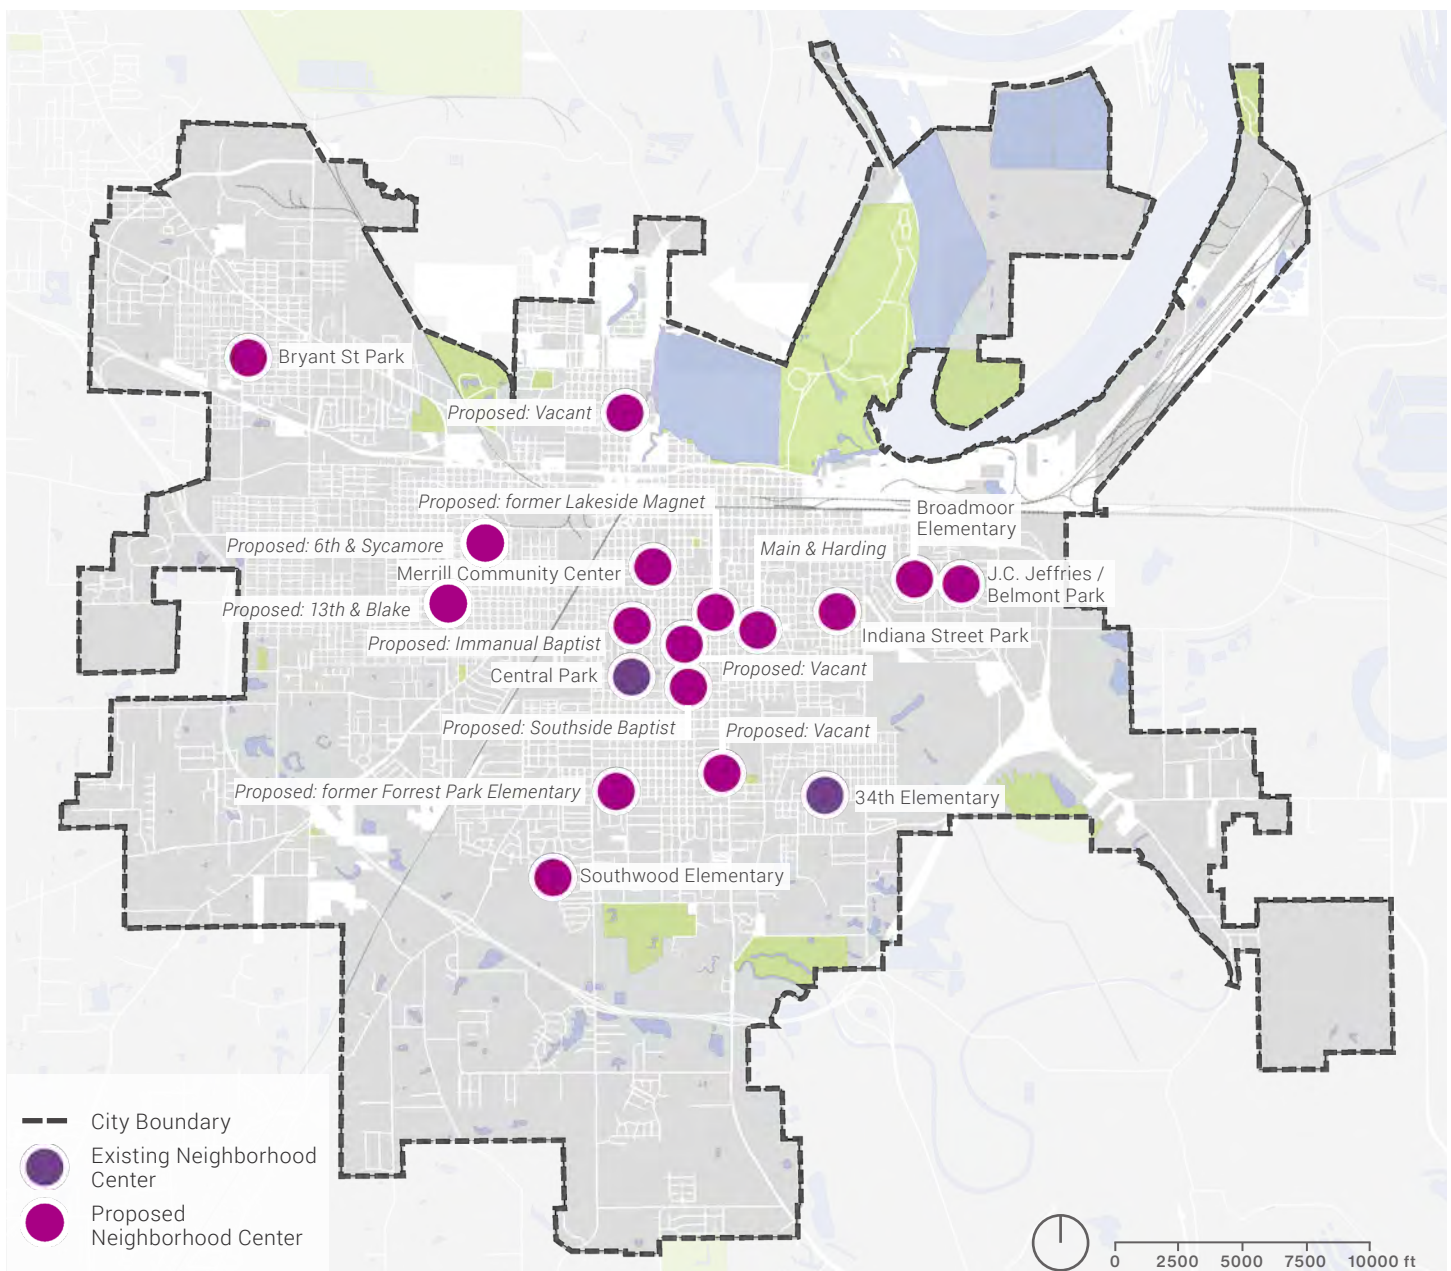 Bryant St Park
Proposed: Vacant
Proposed: former Lakeside Magnet
Broadmoor
Elementary
Proposed: 6th & Sycamore
Main & Harding
Merrill Community Center
J.C. Jeffries /
Belmont Park
Proposed: 13th & Blake
Indiana Street Park
Proposed: Immanual Baptist
Proposed: Vacant
Central Park
Proposed: Southside Baptist
Proposed: Vacant
Proposed: former Forrest Park Elementary
34th Elementary
Southwood Elementary
City Boundary
Existing Neighborhood
Center
Proposed
Neighborhood Center
0 2500 5000 7500 10000 ft